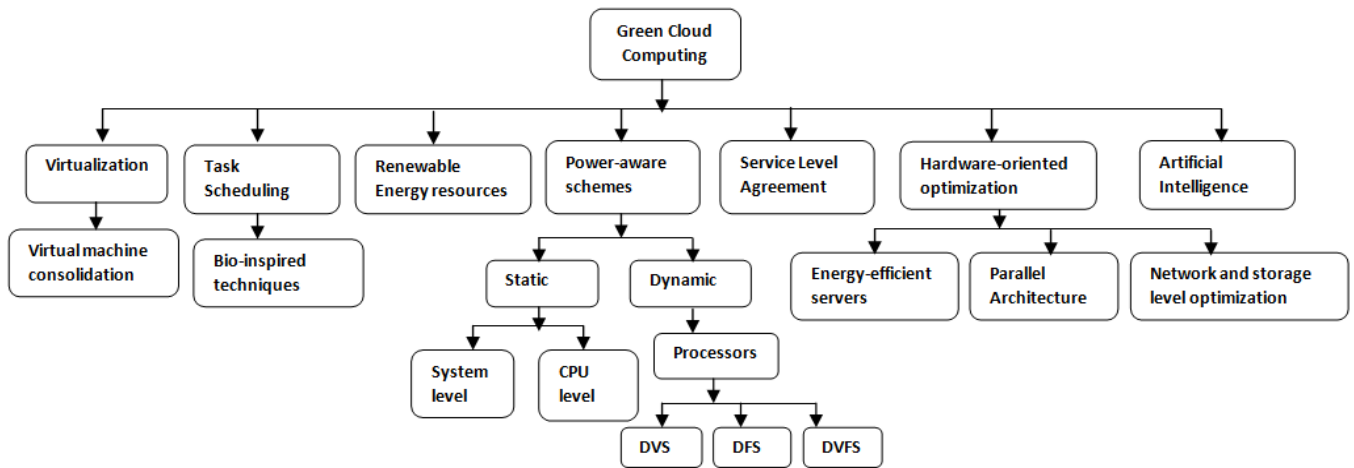 Green Cloud
Computing
Virtualization
Task
Scheduling
Renewable
Energy resources
Power-aware
schemes
Service Level
Agreement
Hardware-oriented
optimization
Artificial
Intelligence
Virtual machine
consolidation
Bio-inspired
techniques
Static
Dynamic
Energy-efficient
servers
Parallel
Architecture
Network and storage
level optimization
System
level
CPU
level
Processors
DVS
DFS
DVFS